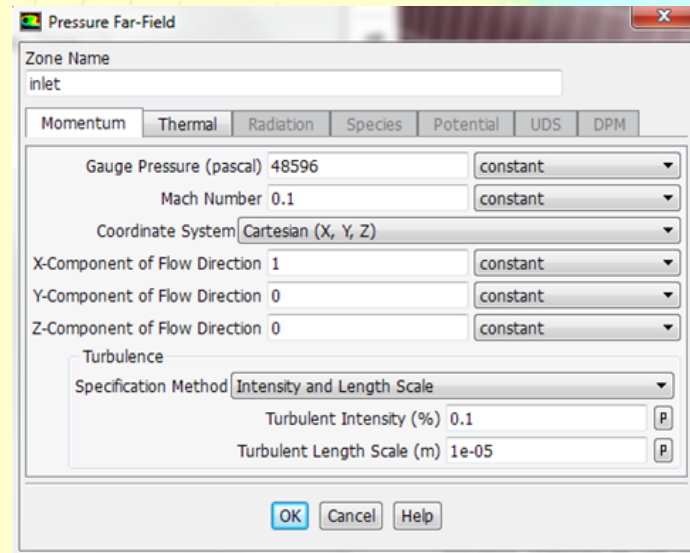 Pressure Far-Field
Zone Name
inlet
Momentum Thermal Radiation Species Potential UDS DPM
Gauge Pressure (pascal) 48596 constant
Mach Number 0.1 constant
Coordinate System Cartesian (X, Y, Z)
X-Component of Flow Direction 1 constant
Y-Component of Flow Direction 0 constant
Z-Component of Flow Direction 0 constant
Turbulence
Specification Method Intensity and Length Scale
Turbulent Intensity (%) 0.1 P
Turbulent Length Scale (m) 1e-05 P
OK Cancel Help